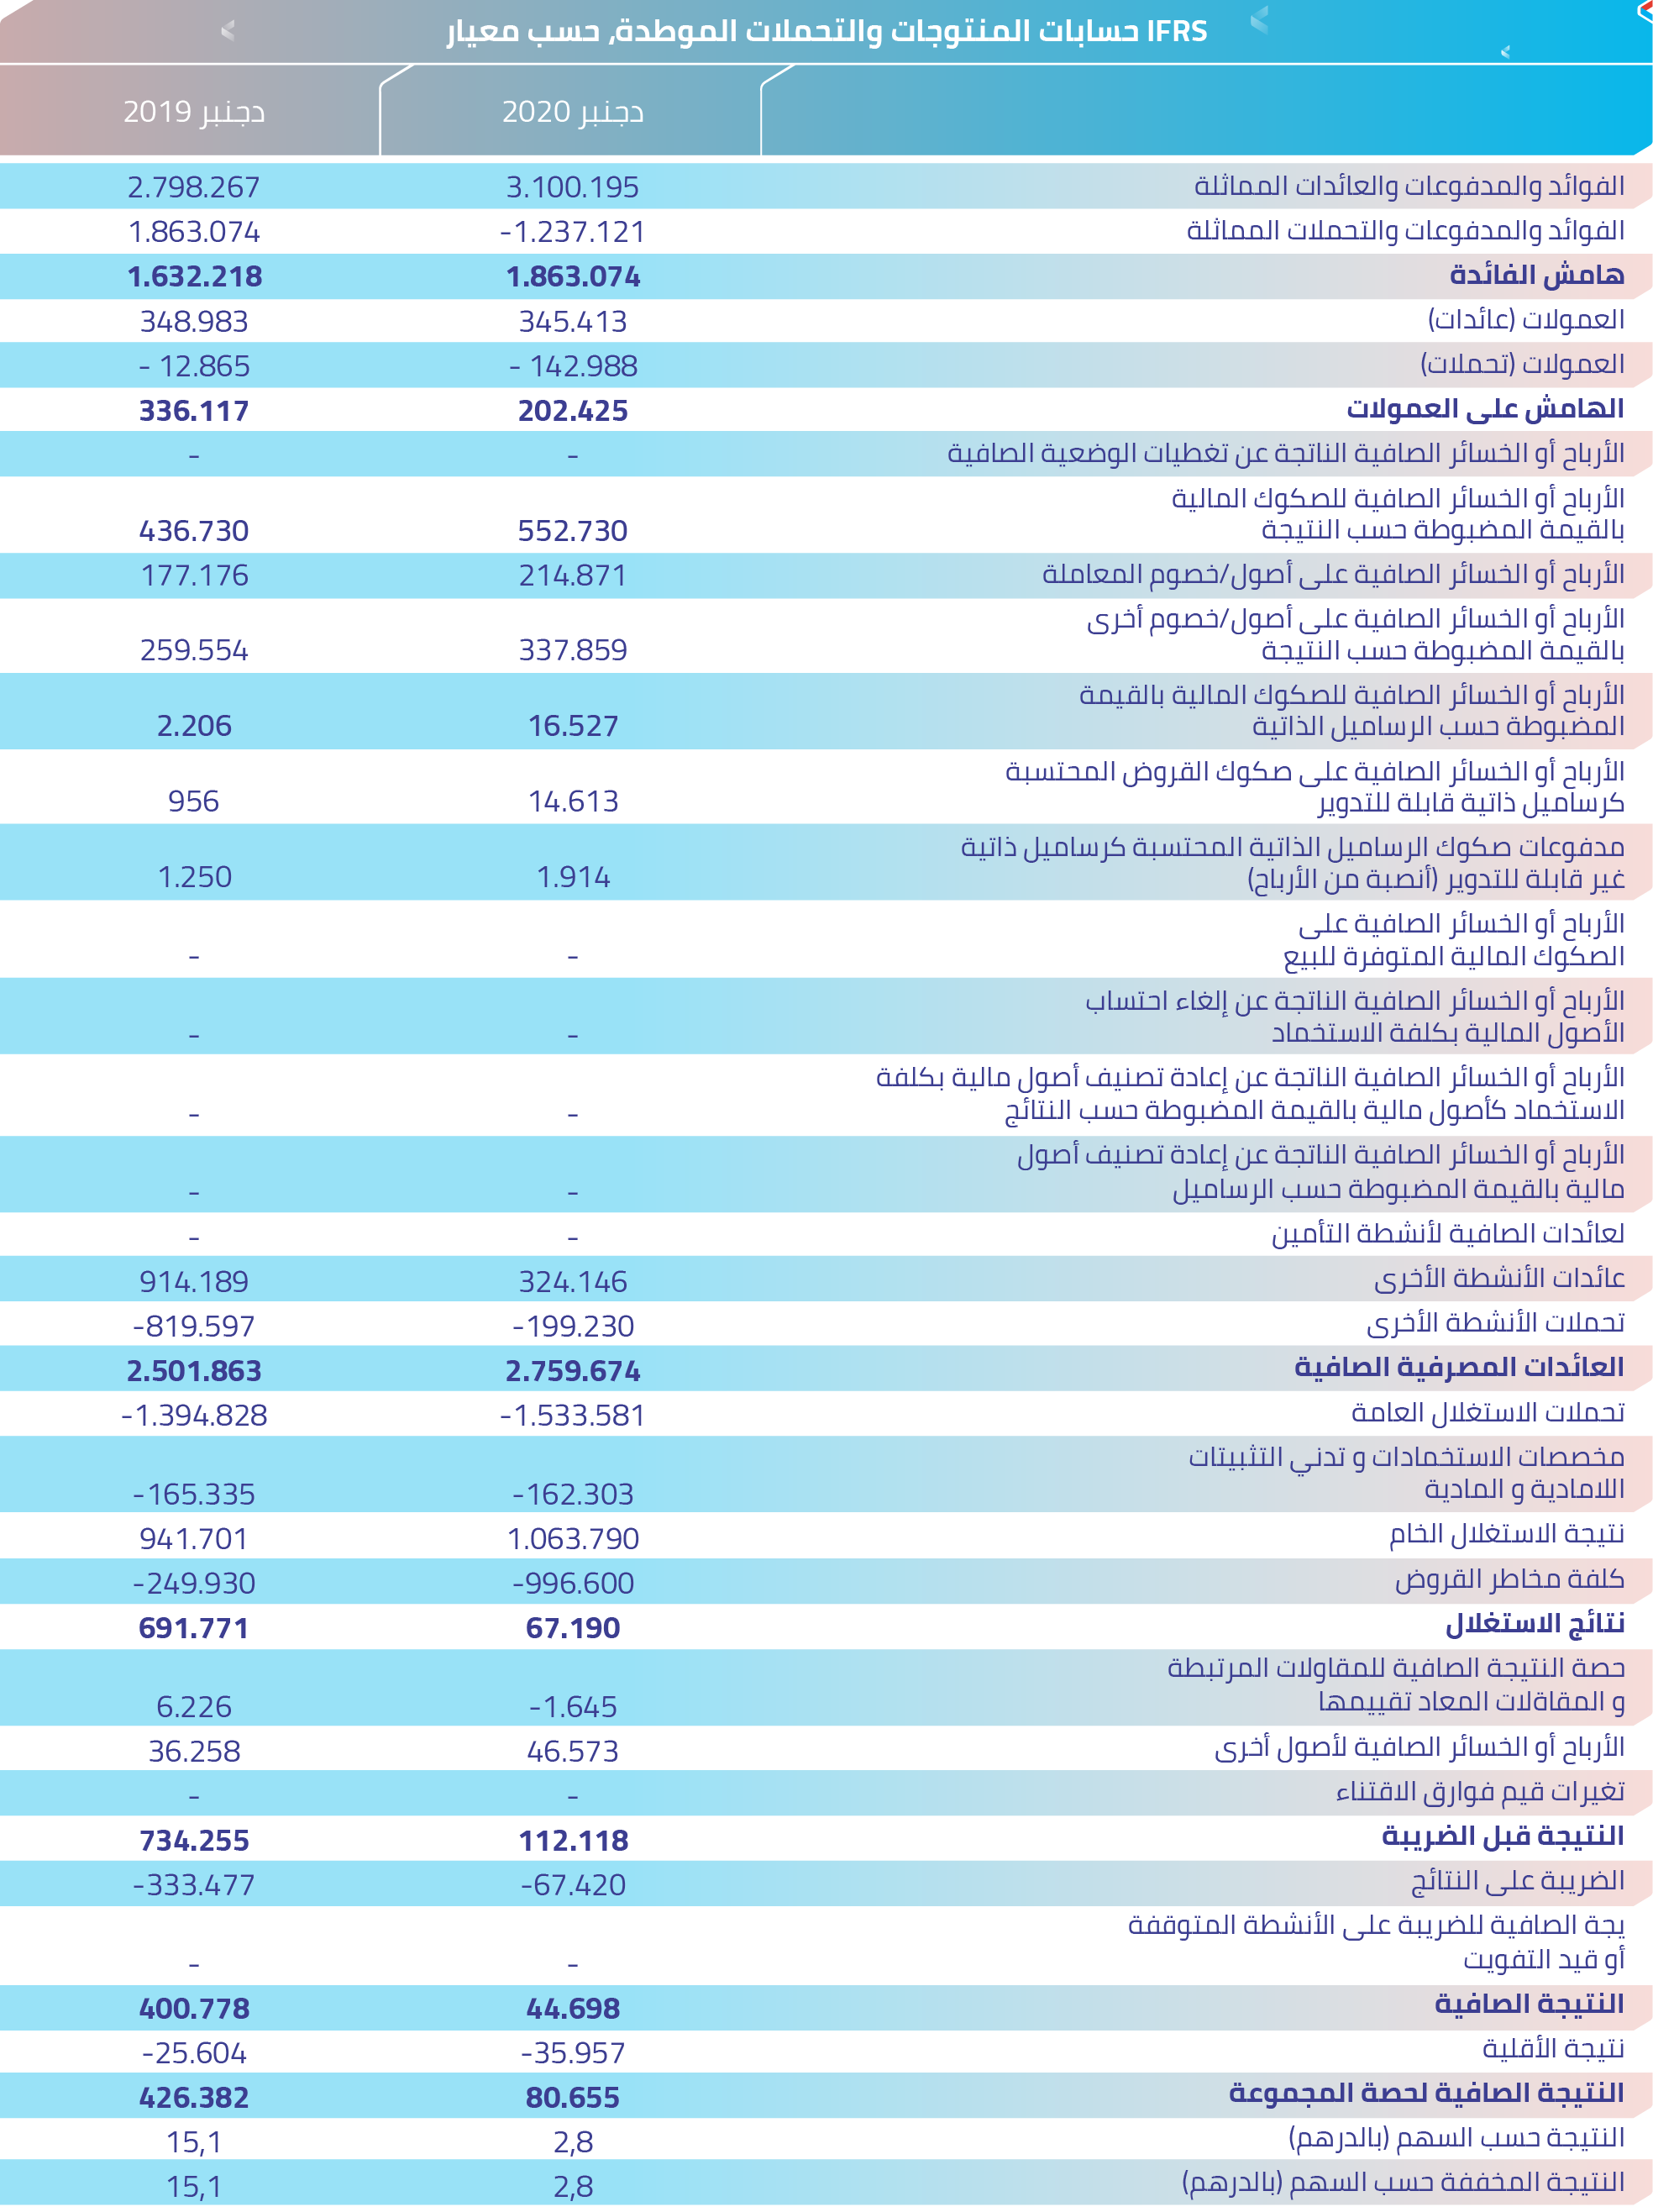 IFRS حسابات المنتوجات والتحملات الموطدة، حسب معيار
دجنبر 2020 دجنبر 2019
الفوائد والمدفوعات والعائدات المماثلة 3.100.195 2.798.267
الفوائد والمدفوعات والتحملات المماثلة -1.237.121 1.863.074
هامش الفائدة 1.863.074 1.632.218
العمولات (عائدات) 345.413 348.983
العمولات (تحملات) - 142.988 - 12.865
الهامش على العمولات 202.425 336.117
الأرباح أو الخسائر الصافية الناتجة عن تغطيات الوضعية الصافية - -
الأرباح أو الخسائر الصافية للصكوك المالية
بالقيمة المضبوطة حسب النتيجة 552.730 436.730
الأرباح أو الخسائر الصافية على أصول/خصوم المعاملة 214.871 177.176
الأرباح أو الخسائر الصافية على أصول/خصوم أخرى
بالقيمة المضبوطة حسب النتيجة 337.859 259.554
الأرباح أو الخسائر الصافية للصكوك المالية بالقيمة
المضبوطة حسب الرساميل الذاتية 16.527 2.206
الأرباح أو الخسائر الصافية على صكوك القروض المحتسبة
كرساميل ذاتية قابلة للتدوير 14.613 956
مدفوعات صكوك الرساميل الذاتية المحتسبة كرساميل ذاتية
غير قابلة للتدوير (أنصبة من الأرباح) 1.914 1.250
الأرباح أو الخسائر الصافية على
الصكوك المالية المتوفرة للبيع - -
الأرباح أو الخسائر الصافية الناتجة عن إلغاء احتساب
الأصول المالية بكلفة الاستخماد - -
الأرباح أو الخسائر الصافية الناتجة عن إعادة تصنيف أصول مالية بكلفة
الاستخماد كأصول مالية بالقيمة المضبوطة حسب النتائج - -
الأرباح أو الخسائر الصافية الناتجة عن إعادة تصنيف أصول
مالية بالقيمة المضبوطة حسب الرساميل - -
لعائدات الصافية لأنشطة التأمين - -
عائدات الأنشطة الأخرى 324.146 914.189
تحملات الأنشطة الأخرى -199.230 -819.597
العائدات المصرفية الصافية 2.759.674 2.501.863
تحملات الاستغلال العامة -1.533.581 -1.394.828
مخصصات الاستخمادات و تدني التثبيتات
اللامادية و المادية -162.303 -165.335
نتيجة الاستغلال الخام 1.063.790 941.701
كلفة مخاطر القروض -996.600 -249.930
نتائج الاستغلال 67.190 691.771
حصة النتيجة الصافية للمقاولات المرتبطة
و المقاةلات المعاد تقييمها -1.645 6.226
الأرباح أو الخسائر الصافية لأصول أخرى 46.573 36.258
تغيرات قيم فوارق الاقتناء - -
النتيجة قبل الضريبة 112.118 734.255
الضريبة على النتائج -67.420 -333.477
يجة الصافية للضريبة على الأنشطة المتوقفة
أو قيد التفويت - -
النتيجة الصافية 44.698 400.778
نتيجة الأقلية -35.957 -25.604
النتيجة الصافية لحصة المجموعة 80.655 426.382
النتيجة حسب السهم (بالدرهم) 2,8 15,1
النتيجة المخففة حسب السهم (بالدرهم) 2,8 15,1